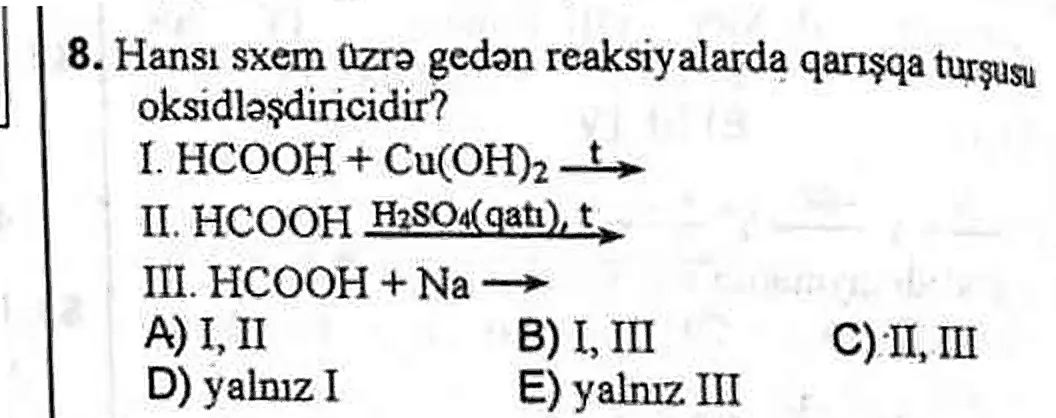 8. Hansı sxem üzrə gedən reaksiyalarda qarışqa turşusu
oksidləşdiricidir?
I. HCOOH + Cu(OH)₂ —t→
II. HCOOH —H₂SO₄(qatı), t→
III. HCOOH + Na →
A) I, II B) I, III C) II, III
D) yalnız I E) yalnız III